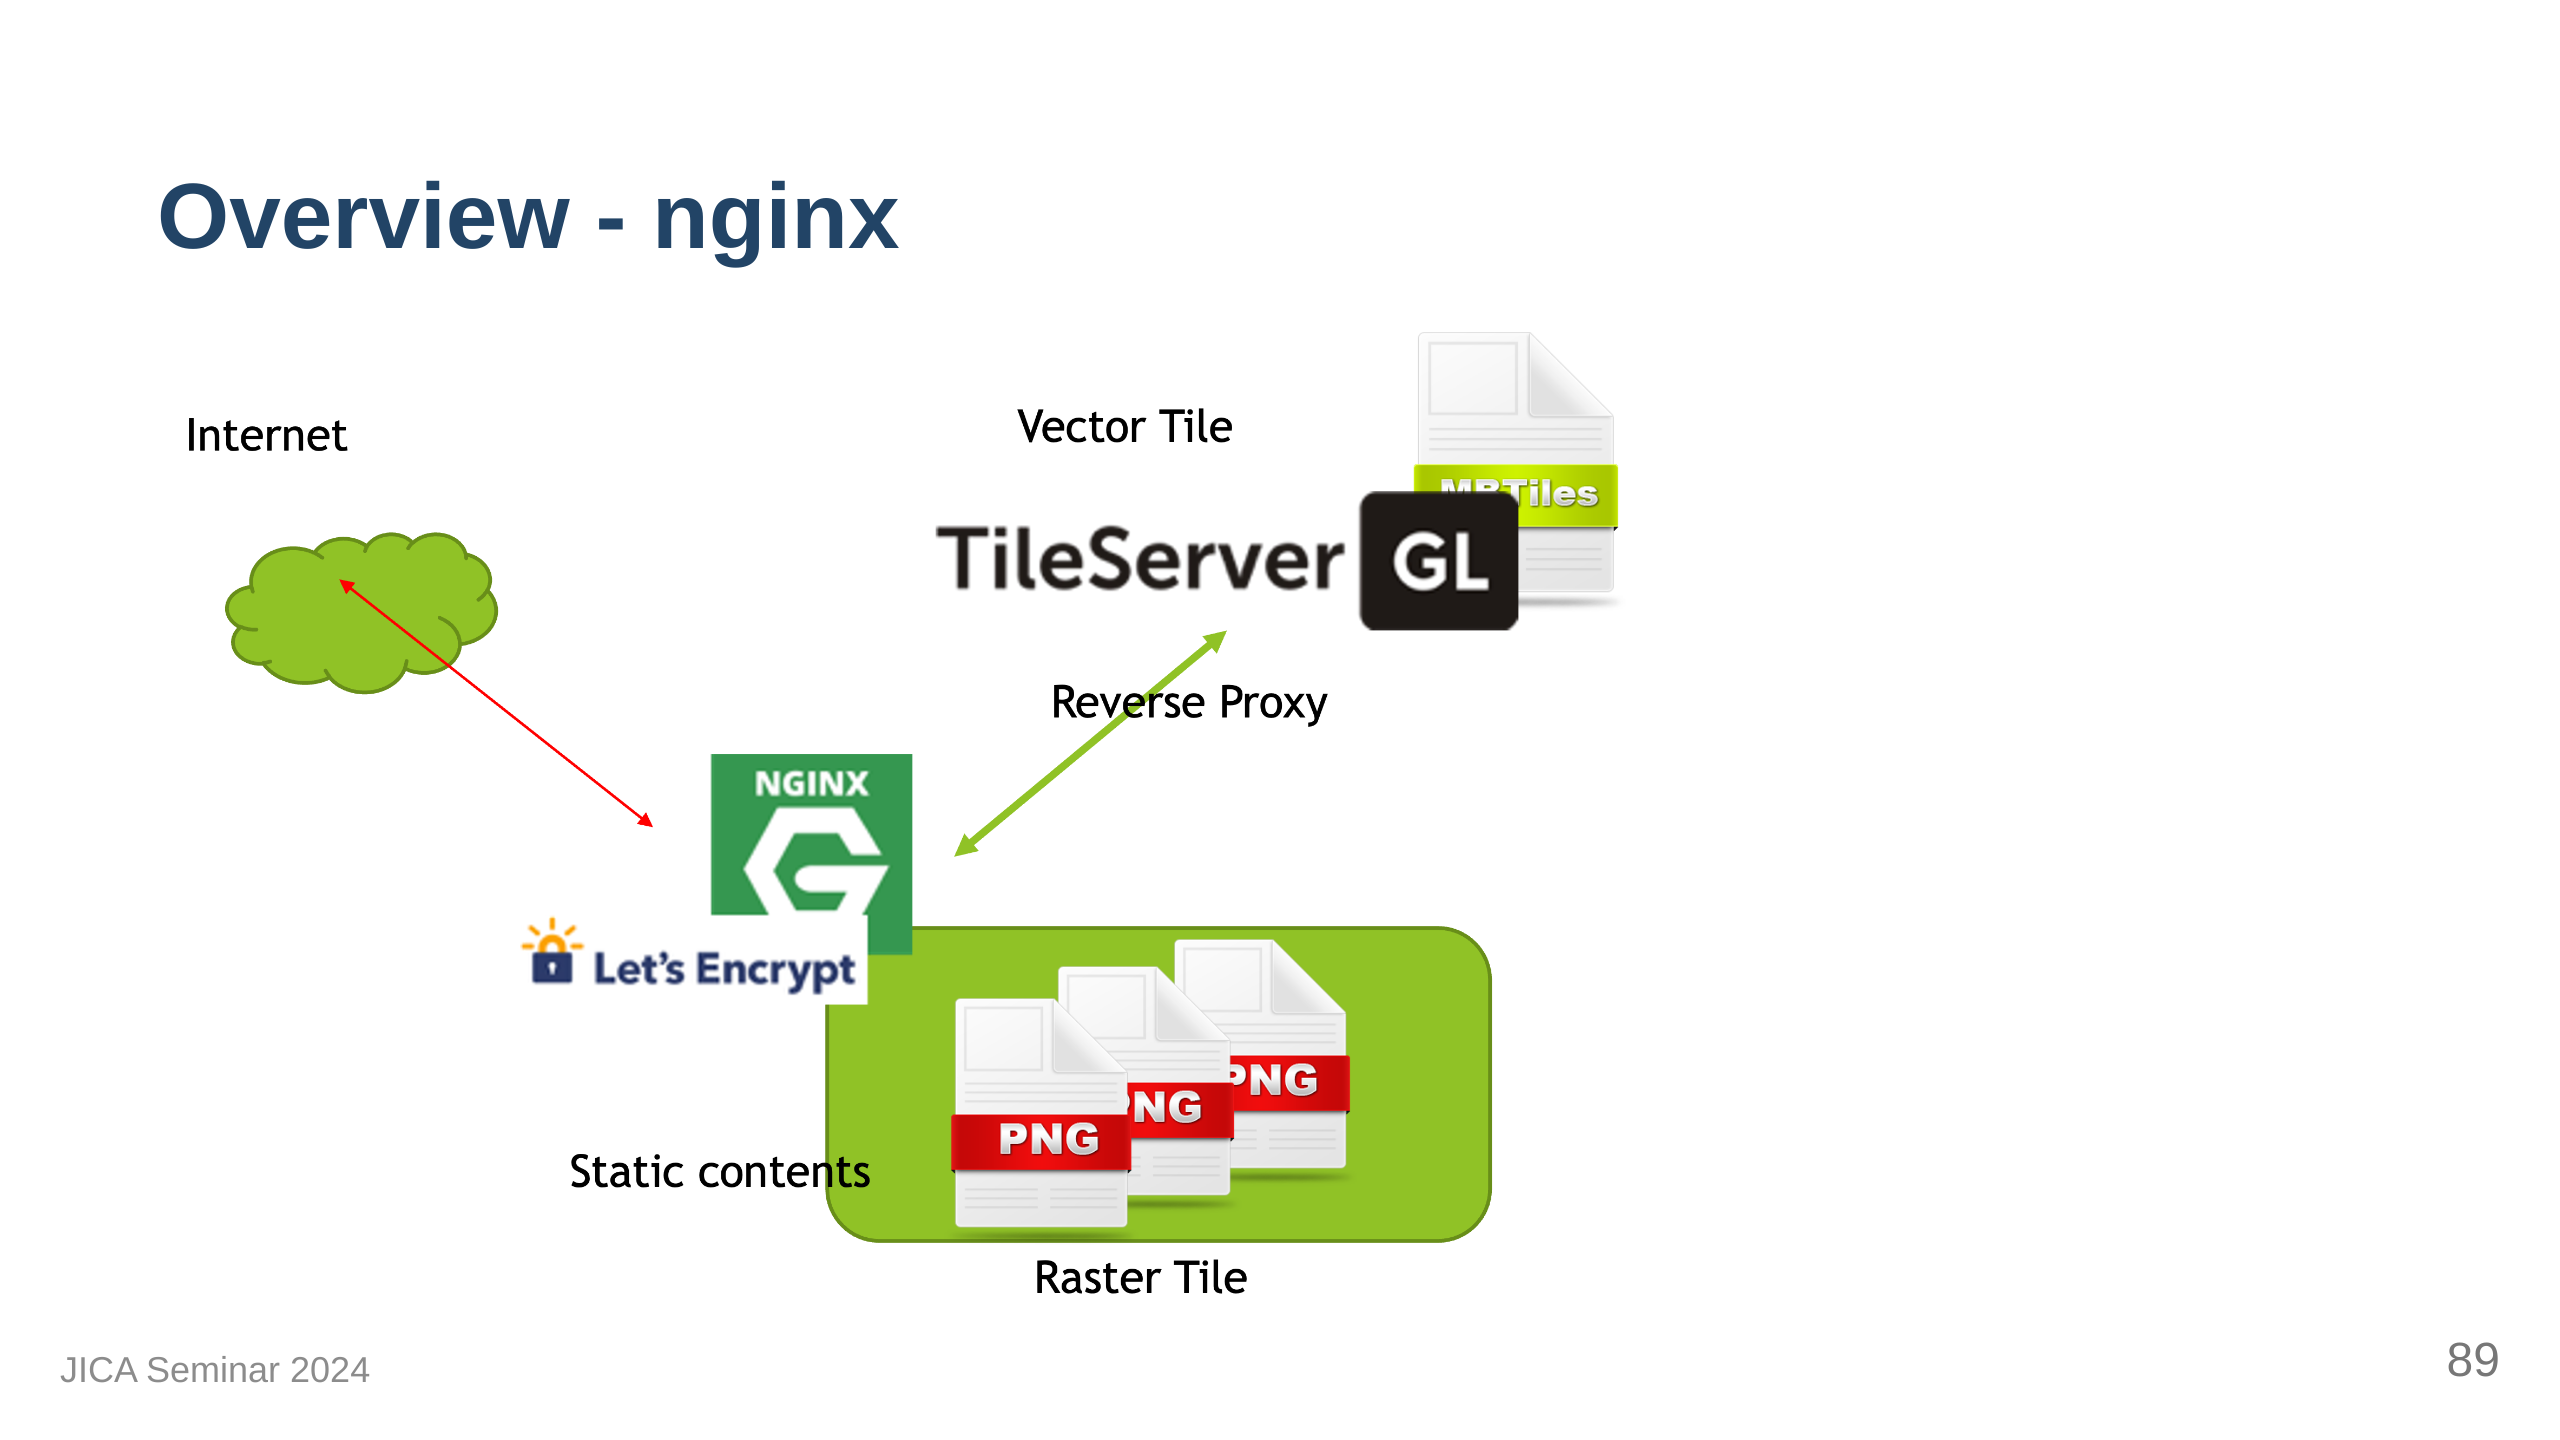 Overview - nginx
Internet
Vector Tile
MBTiles
TileServer GL
Reverse Proxy
NGINX
Let's Encrypt
PNG
PNG
PNG
Static contents
Raster Tile
JICA Seminar 2024
89